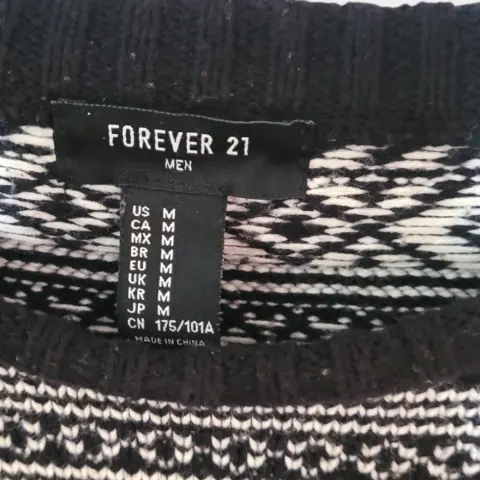 FOREVER 21
MEN
US M
CA M
MX M
BR M
EU M
UK M
KR M
JP M
CN 175/101A
MADE IN CHINA